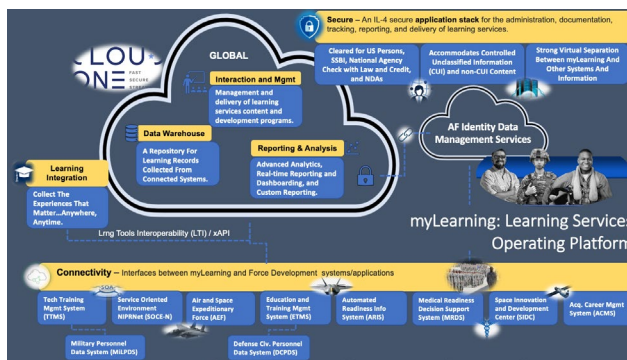 Secure – An IL-4 secure application stack for the administration, documentation,
tracking, reporting, and delivery of learning services.
Cleared for US Persons,
SSBI, National Agency
Check with Law and Credit,
and NDAs
Accommodates Controlled
Unclassified Information
(CUI) and non-CUI Content
Strong Virtual Separation
Between myLearning And
Other Systems And
Information
CLOUD
ONE
FAST
SECURE
GLOBAL
Interaction and Mgmt
Management
and delivery of learning
services content and
development programs.
Data Warehouse
A Repository For
Learning Records
Collected From
Connected Systems.
Reporting & Analysis
Advanced Analytics,
Real-time Reporting and
Dashboarding, and
Custom Reporting.
AF Identity Data
Management Services
Learning
Integration
Collect The
Experiences That
Matter...Anywhere,
Anytime.
Lrng Tools Interoperability (LTI) / xAPI
myLearning: Learning Services
Operating Platform
Connectivity – Interfaces between myLearning and Force Development systems/applications
Tech Training
Mgmt System
(TTMS)
Service Oriented
Environment
NIPRNet (SOCE-N)
Air and Space
Expeditionary
Force (AEF)
Education and
Training Mgmt
System (ETMS)
Automated
Readiness Info
System (ARIS)
Medical Readiness
Decision Support
System (MRDS)
Space Innovation
and Development
Center (SIDC)
Acq. Career Mgmt
System (ACMS)
Military Personnel
Data System (MilPDS)
Defense Civ. Personnel
Data System (DCPDS)